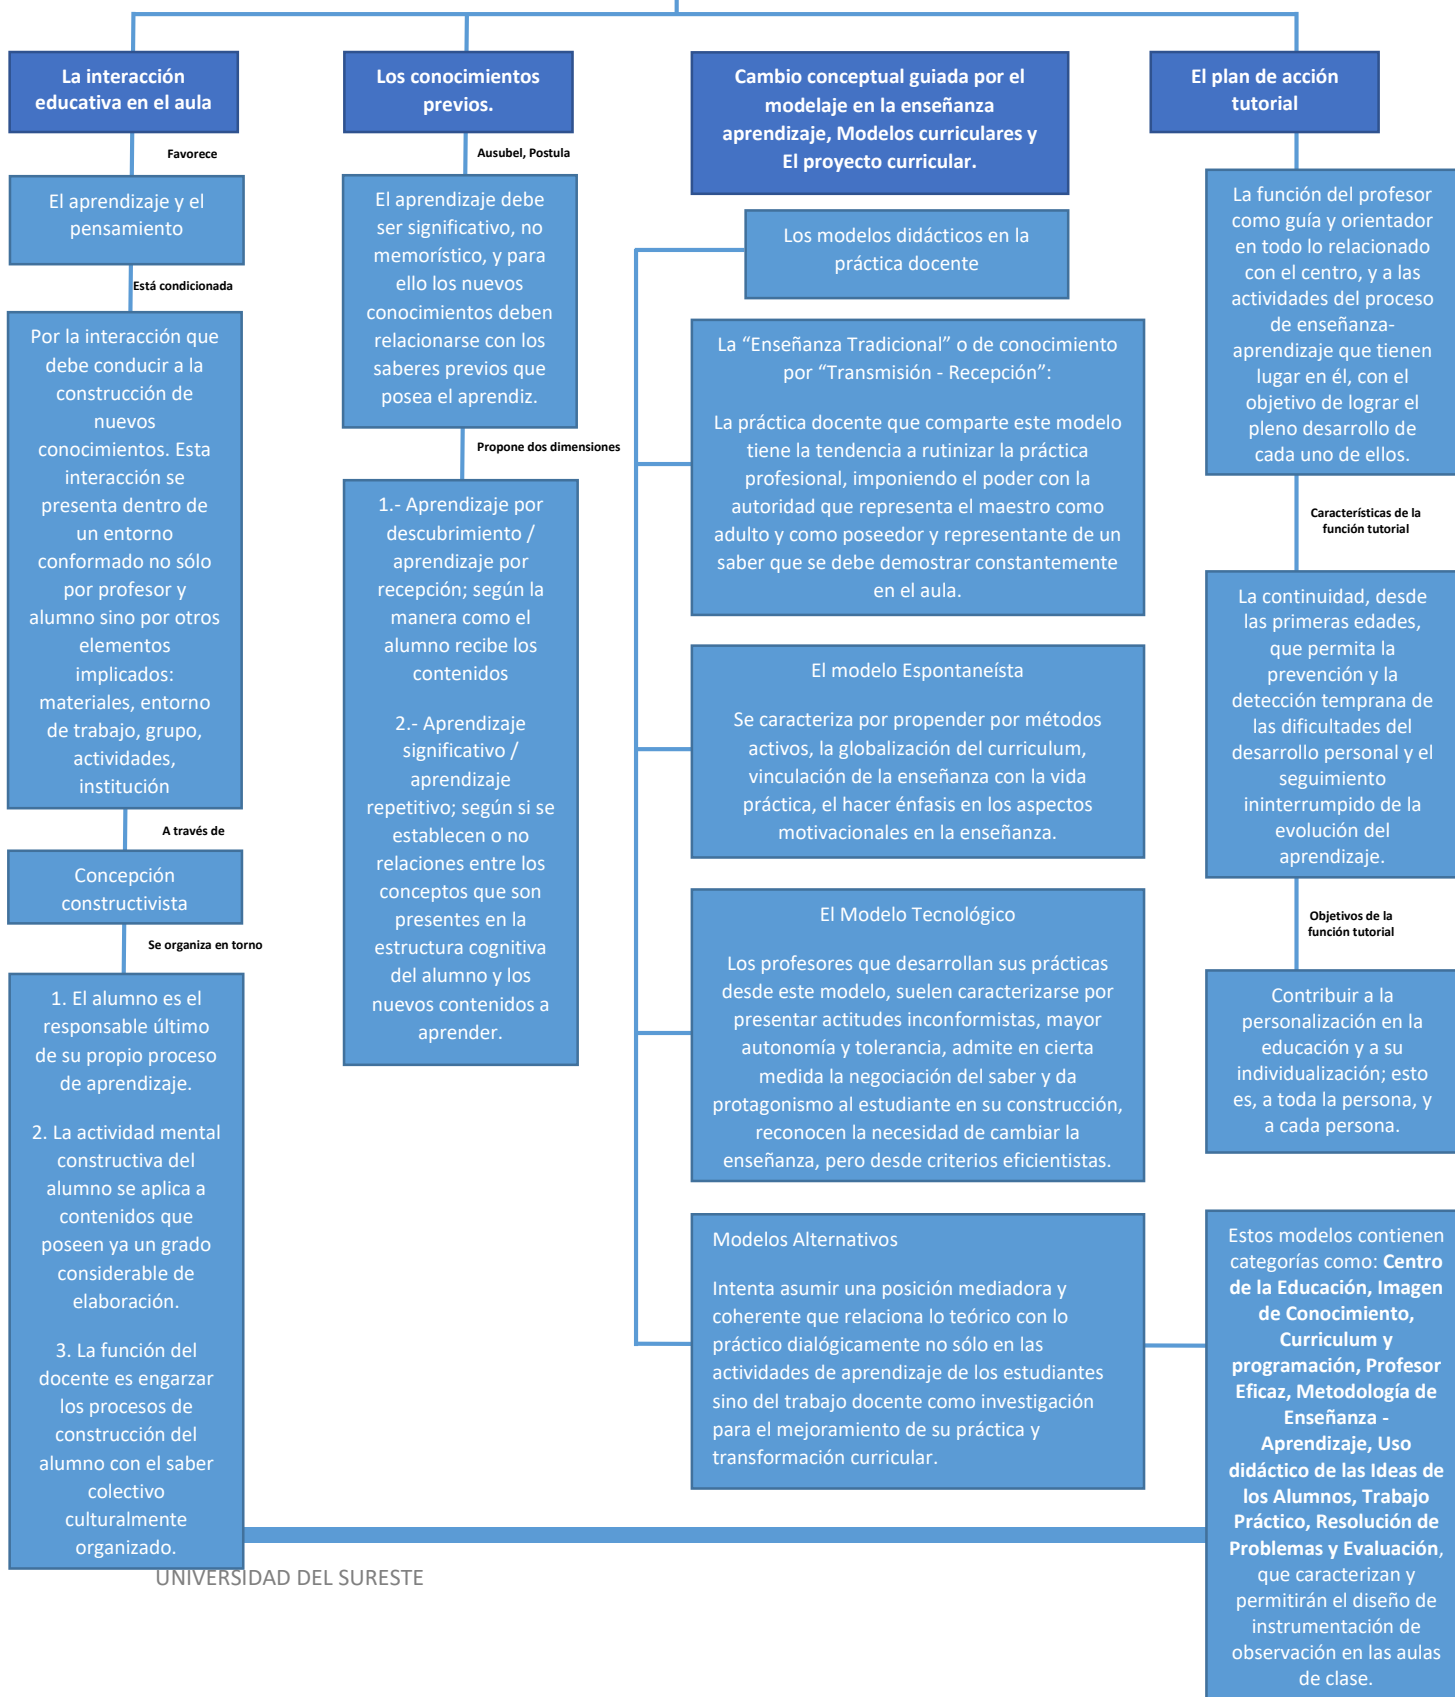 La interacción
educativa en el aula
Favorece
El aprendizaje y el
pensamiento
Está condicionada
Por la interacción que
debe conducir a la
construcción de
nuevos
conocimientos. Esta
interacción se
presenta dentro de
un entorno
conformado no sólo
por profesor y
alumno sino por otros
elementos
implicados:
materiales, entorno
de trabajo, grupo,
actividades,
institución
A través de
Concepción
constructivista
Se organiza en torno
1. El alumno es el
responsable último
de su propio proceso
de aprendizaje.
2. La actividad mental
constructiva del
alumno se aplica a
contenidos que
poseen ya un grado
considerable de
elaboración.
3. La función del
docente es engarzar
los procesos de
construcción del
alumno con el saber
colectivo
culturalmente
organizado.
Los conocimientos
previos.
Ausubel, Postula
El aprendizaje debe
ser significativo, no
memorístico, y para
ello los nuevos
conocimientos deben
relacionarse con los
saberes previos que
posea el aprendiz.
Propone dos dimensiones
1.- Aprendizaje por
descubrimiento /
aprendizaje por
recepción; según la
manera como el
alumno recibe los
contenidos
2.- Aprendizaje
significativo /
aprendizaje
repetitivo; según si se
establecen o no
relaciones entre los
conceptos que son
presentes en la
estructura cognitiva
del alumno y los
nuevos contenidos a
aprender.
Cambio conceptual guiada por el
modelaje en la enseñanza
aprendizaje, Modelos curriculares y
El proyecto curricular.
Los modelos didácticos en la
práctica docente
La “Enseñanza Tradicional” o de conocimiento
por “Transmisión - Recepción”:
La práctica docente que comparte este modelo
tiene la tendencia a rutinizar la práctica
profesional, imponiendo el poder con la
autoridad que representa el maestro como
adulto y como poseedor y representante de un
saber que se debe demostrar constantemente
en el aula.
El modelo Espontaneísta
Se caracteriza por propender por métodos
activos, la globalización del curriculum,
vinculación de la enseñanza con la vida
práctica, el hacer énfasis en los aspectos
motivacionales en la enseñanza.
El Modelo Tecnológico
Los profesores que desarrollan sus prácticas
desde este modelo, suelen caracterizarse por
presentar actitudes inconformistas, mayor
autonomía y tolerancia, admite en cierta
medida la negociación del saber y da
protagonismo al estudiante en su construcción,
reconocen la necesidad de cambiar la
enseñanza, pero desde criterios eficientistas.
Modelos Alternativos
Intenta asumir una posición mediadora y
coherente que relaciona lo teórico con lo
práctico dialógicamente no sólo en las
actividades de aprendizaje de los estudiantes
sino del trabajo docente como investigación
para el mejoramiento de su práctica y
transformación curricular.
El plan de acción
tutorial
La función del profesor
como guía y orientador
en todo lo relacionado
con el centro, y a las
actividades del proceso
de enseñanza-
aprendizaje que tienen
lugar en él, con el
objetivo de lograr el
pleno desarrollo de
cada uno de ellos.
Características de la
función tutorial
La continuidad, desde
las primeras edades,
que permita la
prevención y la
detección temprana de
las dificultades del
desarrollo personal y el
seguimiento
ininterrumpido de la
evolución del
aprendizaje.
Objetivos de la
función tutorial
Contribuir a la
personalización en la
educación y a su
individualización; esto
es, a toda la persona, y
a cada persona.
Estos modelos contienen
categorías como: Centro
de la Educación, Imagen
de Conocimiento,
Curriculum y
programación, Profesor
Eficaz, Metodología de
Enseñanza -
Aprendizaje, Uso
didáctico de las Ideas de
los Alumnos, Trabajo
Práctico, Resolución de
Problemas y Evaluación,
que caracterizan y
permitirán el diseño de
instrumentación de
observación en las aulas
de clase.
UNIVERSIDAD DEL SURESTE